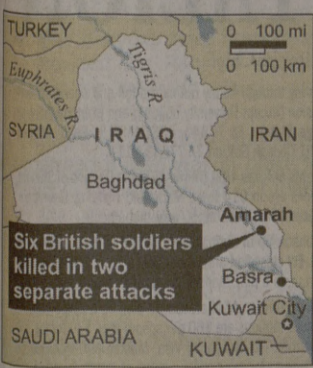 TURKEY
0 100 mi
0 100 km
Tigris R.
Euphrates R.
SYRIA
IRAQ
IRAN
Baghdad
Amarah
Six British soldiers
killed in two
separate attacks
Basra
Kuwait City
SAUDI ARABIA
KUWAIT